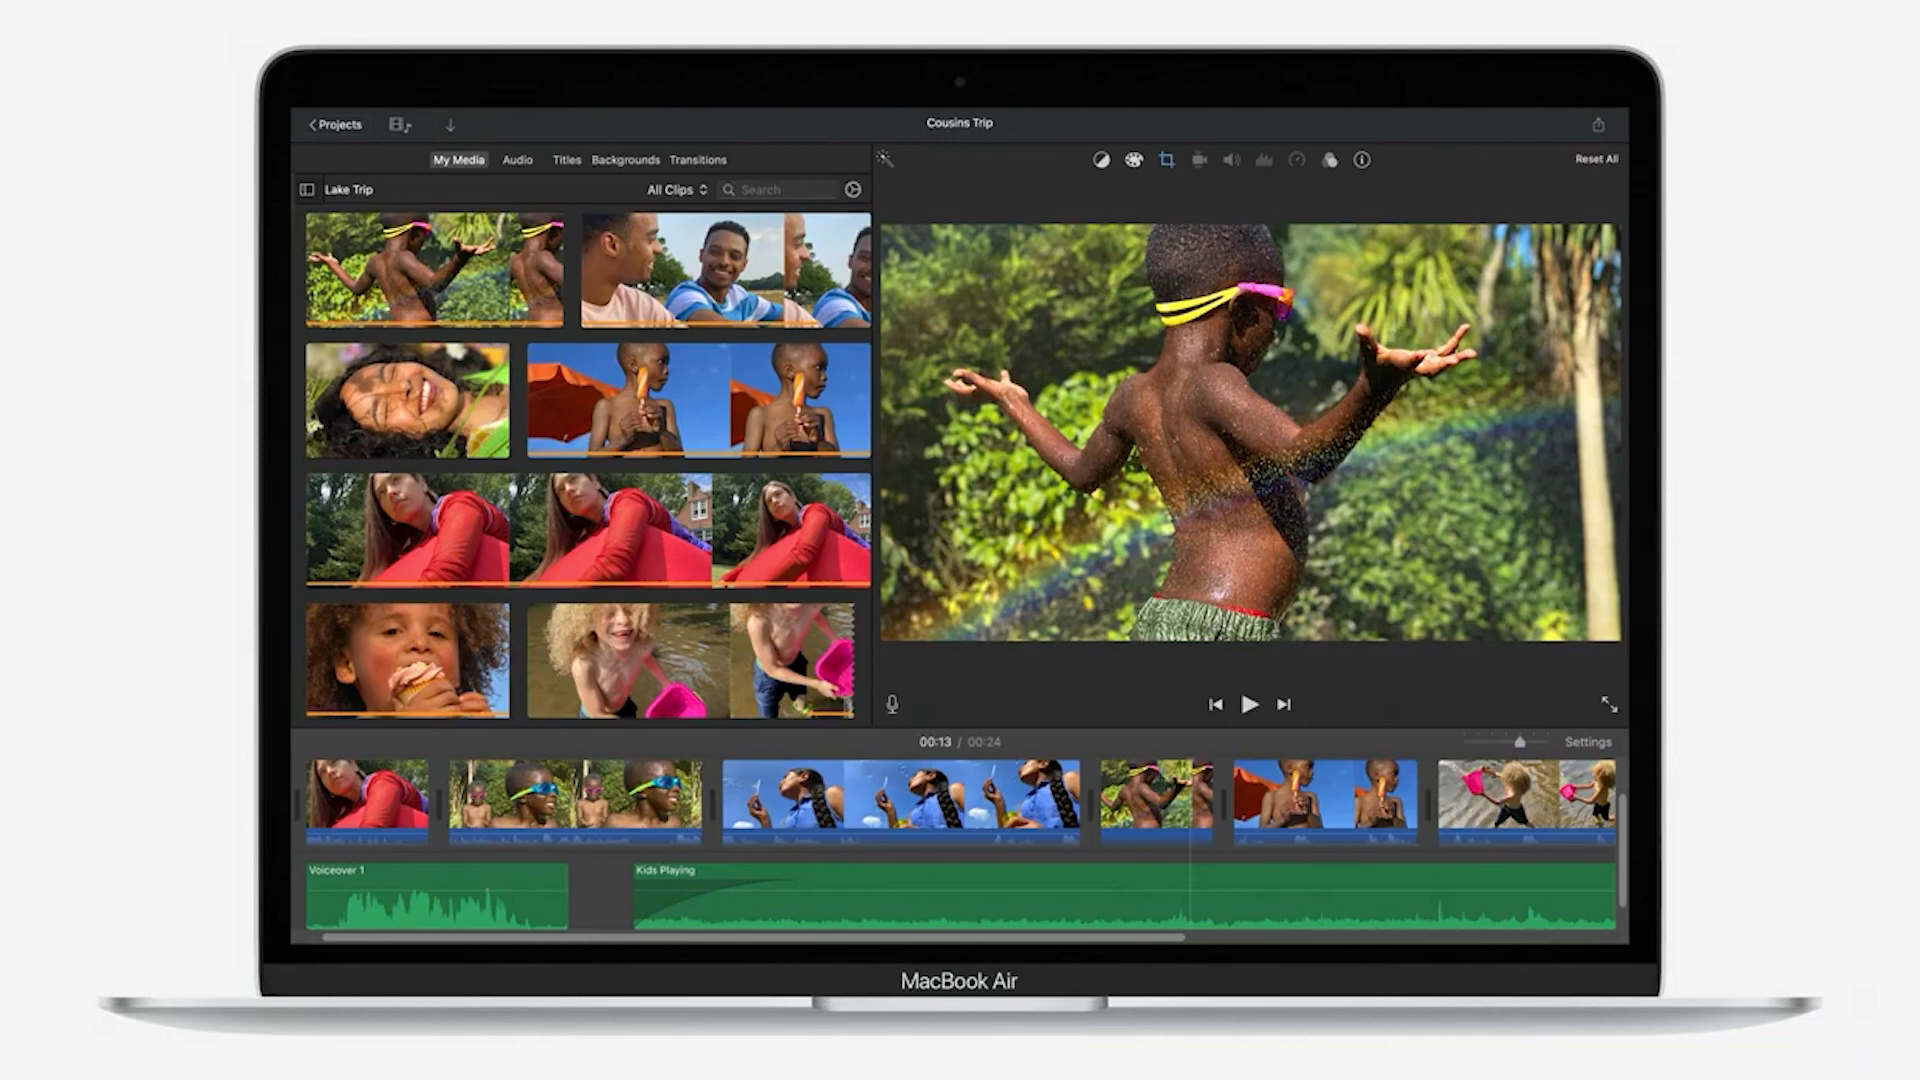 Projects
Cousins Trip
My Media Audio Titles Backgrounds Transitions
Reset All
Lake Trip
All Clips
Search
00:13 / 00:24
Settings
Voiceover 1
Kids Playing
MacBook Air